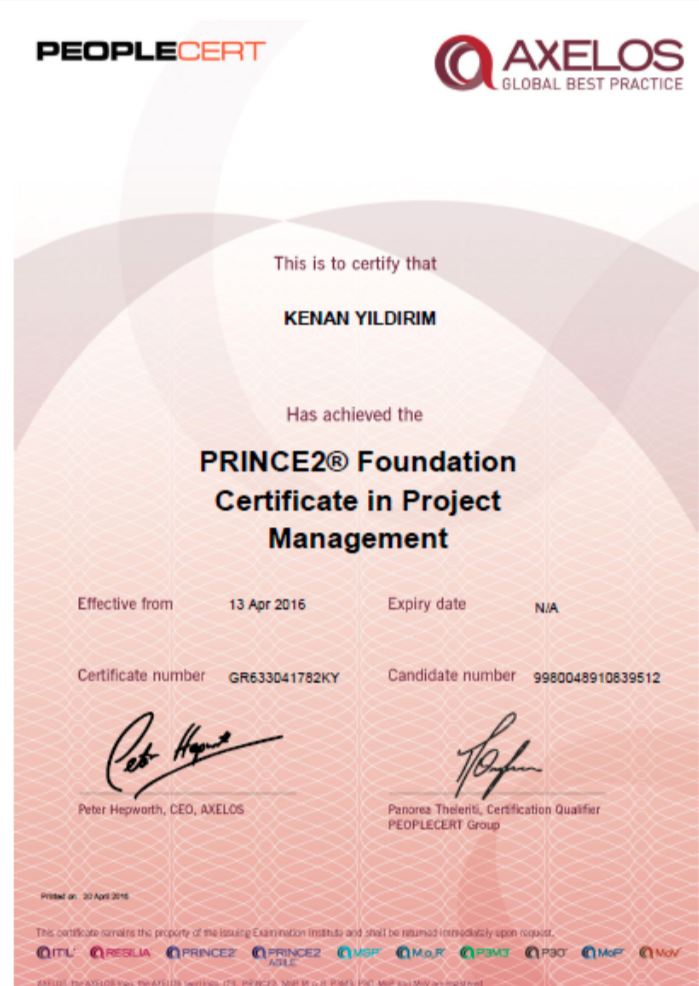 PEOPLECERT
AXELOS
GLOBAL BEST PRACTICE
This is to certify that
KENAN YILDIRIM
Has achieved the
PRINCE2® Foundation
Certificate in Project
Management
Effective from 13 Apr 2016 Expiry date N/A
Certificate number GR633041782KY Candidate number 9980048910839512
Peter Hepworth, CEO, AXELOS
Panorea Theleriti, Certification Qualifier
PEOPLECERT Group
Printed on 20 April 2016
This certificate remains the property of the issuing Examination Institute and shall be returned immediately upon request.
ITIL® RESILIA PRINCE2® PRINCE2 AGILE® MSP® M_o_R® P3M3® P3O® MoP® MoV®